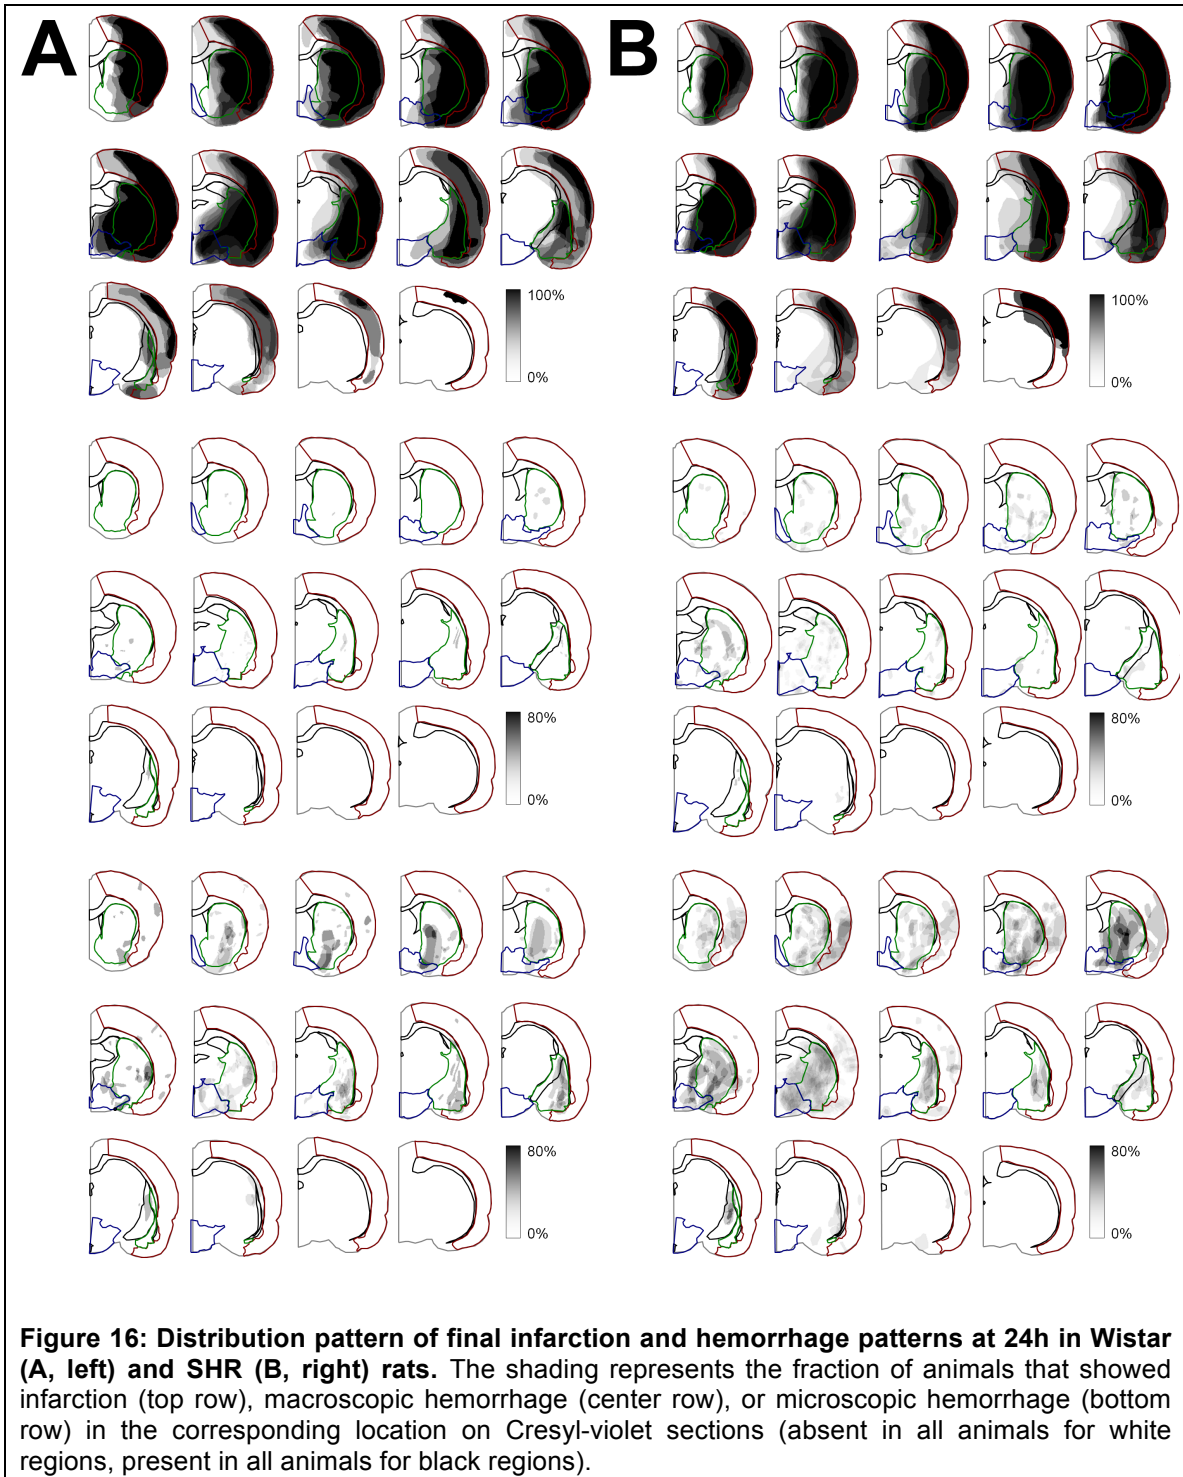 A
B
100%
0%
100%
0%
80%
0%
80%
0%
80%
0%
80%
0%
Figure 16: Distribution pattern of final infarction and hemorrhage patterns at 24h in Wistar
(A, left) and SHR (B, right) rats. The shading represents the fraction of animals that showed
infarction (top row), macroscopic hemorrhage (center row), or microscopic hemorrhage (bottom
row) in the corresponding location on Cresyl-violet sections (absent in all animals for white
regions, present in all animals for black regions).